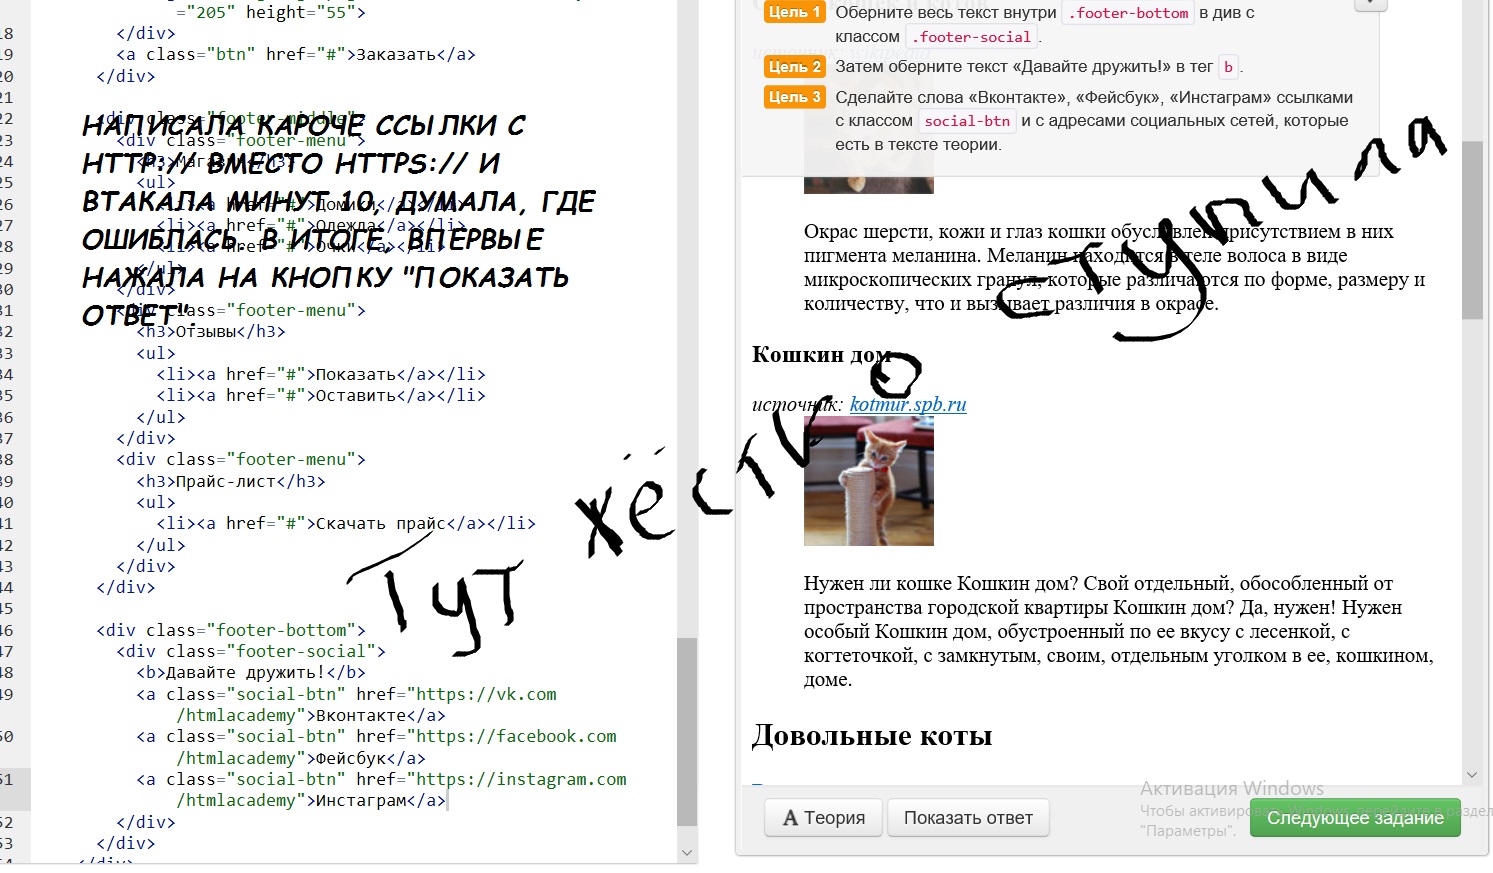 ="205" height="55">
18 </div>
19 <a class="btn" href="#">Заказать</a>
20 </div>
21
22 <div class="footer-middle">
23 <div class="footer-menu">
24 <h3>Магазин</h3>
25 <ul>
26 <li><a href="#">Домики</a></li>
27 <li><a href="#">Одежда</a></li>
28 <li><a href="#">Очки</a></li>
29 </ul>
30 </div>
31 <div class="footer-menu">
32 <h3>Отзывы</h3>
33 <ul>
34 <li><a href="#">Показать</a></li>
35 <li><a href="#">Оставить</a></li>
36 </ul>
37 </div>
38 <div class="footer-menu">
39 <h3>Прайс-лист</h3>
40 <ul>
41 <li><a href="#">Скачать прайс</a></li>
42 </ul>
43 </div>
44 </div>
45
46 <div class="footer-bottom">
47 <div class="footer-social">
48 <b>Давайте дружить!</b>
49 <a class="social-btn" href="https://vk.com
/htmlacademy">Вконтакте</a>
50 <a class="social-btn" href="https://facebook.com
/htmlacademy">Фейсбук</a>
51 <a class="social-btn" href="https://instagram.com
/htmlacademy">Инстаграм</a>
52 </div>
53 </div>
НАПИСАЛА КАРОЧЕ ССЫЛКИ С
HTTP:// ВМЕСТО HTTPS:// И
ВТАКАЛА МИНУТ 10, ДУМАЛА, ГДЕ
ОШИБЛАСЬ. В ИТОГЕ, ВПЕРВЫЕ
НАЖАЛА НА КНОПКУ "ПОКАЗАТЬ
ОТВЕТ".
Тут жёстко ступила
Цель 1 Оберните весь текст внутри .footer-bottom в див с
классом .footer-social.
Цель 2 Затем оберните текст «Давайте дружить!» в тег b.
Цель 3 Сделайте слова «Вконтакте», «Фейсбук», «Инстаграм» ссылками
с классом social-btn и с адресами социальных сетей, которые
есть в тексте теории.
Окрас шерсти, кожи и глаз кошки обусловлен присутствием в них
пигмента меланина. Меланин находится в теле волоса в виде
микроскопических гранул, которые различаются по форме, размеру и
количеству, что и вызывает различия в окрасе.
Кошкин дом
источник: kotmur.spb.ru
Нужен ли кошке Кошкин дом? Свой отдельный, обособленный от
пространства городской квартиры Кошкин дом? Да, нужен! Нужен
особый Кошкин дом, обустроенный по ее вкусу с лесенкой, с
когтеточкой, с замкнутым, своим, отдельным уголком в ее, кошкином,
доме.
Довольные коты
A Теория
Показать ответ
Следующее задание
Активация Windows
Чтобы активировать Windows, перейдите в раздел
"Параметры".